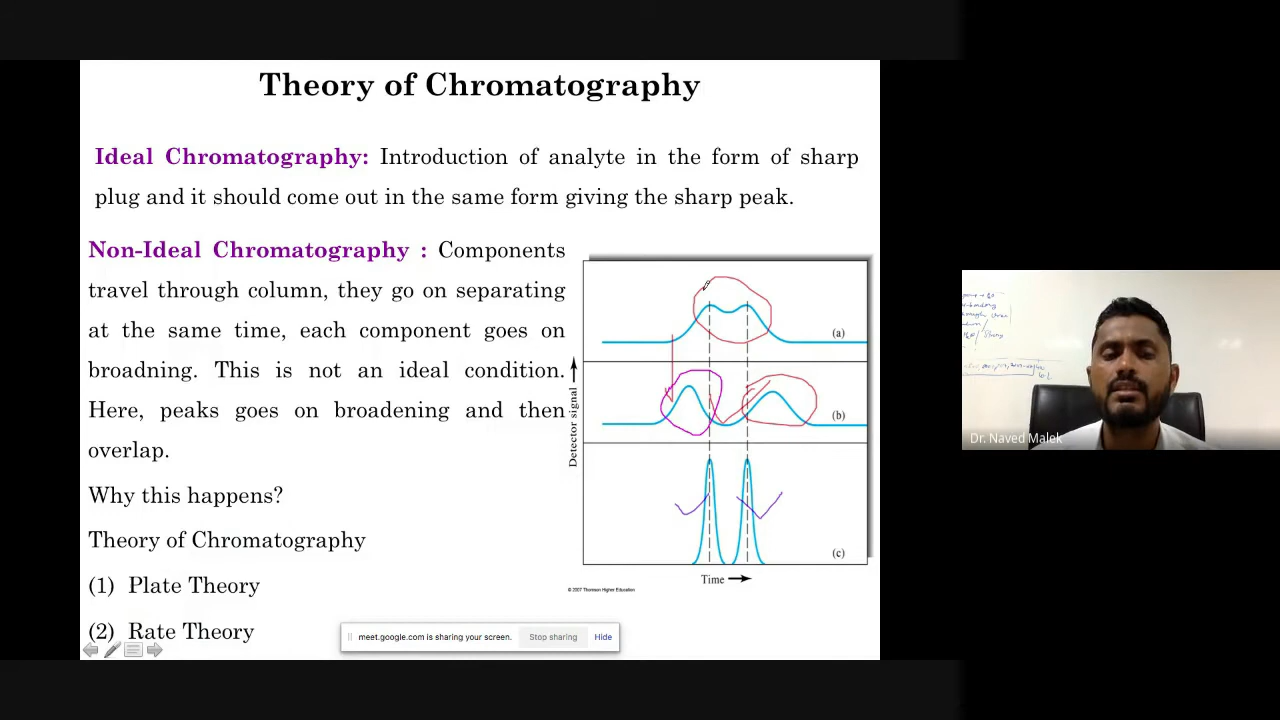 Theory of Chromatography
Ideal Chromatography: Introduction of analyte in the form of sharp
plug and it should come out in the same form giving the sharp peak.
Non-Ideal Chromatography : Components
travel through column, they go on separating
at the same time, each component goes on
broadning. This is not an ideal condition.
Here, peaks goes on broadening and then
overlap.
Why this happens?
Theory of Chromatography
(1) Plate Theory
(2) Rate Theory
(a)
(b)
(c)
Detector signal
Time
© 2007 Thomson Higher Education
meet.google.com is sharing your screen.
Stop sharing
Hide
Dr. Naved Malek